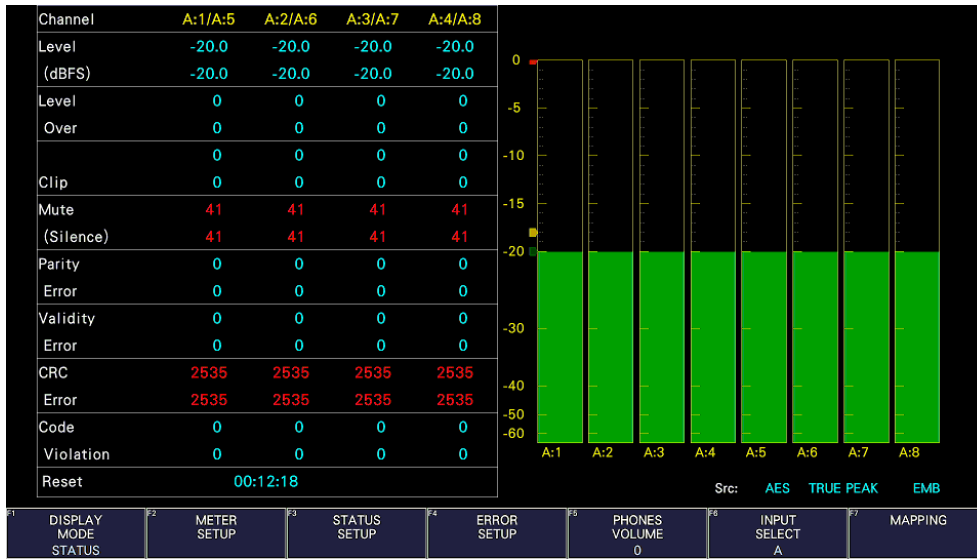 Channel A:1/A:5 A:2/A:6 A:3/A:7 A:4/A:8
Level -20.0 -20.0 -20.0 -20.0
(dBFS) -20.0 -20.0 -20.0 -20.0
Level 0 0 0 0
Over 0 0 0 0
0 0 0 0
Clip 0 0 0 0
Mute 41 41 41 41
(Silence) 41 41 41 41
Parity 0 0 0 0
Error 0 0 0 0
Validity 0 0 0 0
Error 0 0 0 0
CRC 2535 2535 2535 2535
Error 2535 2535 2535 2535
Code 0 0 0 0
Violation 0 0 0 0
Reset 00:12:18
0
-5
-10
-15
-20
-30
-40
-50
-60
A:1 A:2 A:3 A:4 A:5 A:6 A:7 A:8
Src: AES TRUE PEAK EMB
F1 DISPLAY MODE STATUS
F2 METER SETUP
F3 STATUS SETUP
F4 ERROR SETUP
F5 PHONES VOLUME 0
F6 INPUT SELECT A
F7 MAPPING